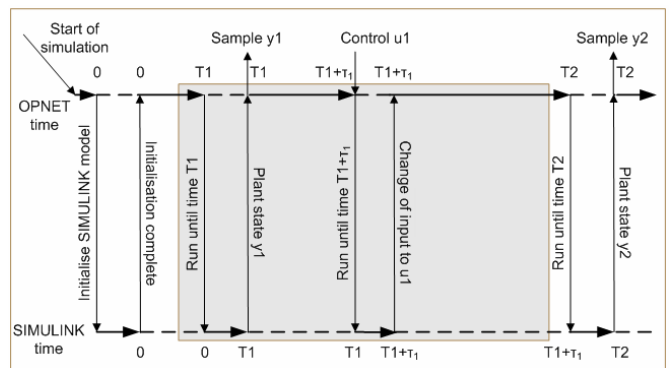 Start of
simulation
Sample y1
Control u1
Sample y2
0
0
T1
T1
T1+τ₁
T1+τ₁
T2
T2
OPNET
time
Initialise SIMULINK model
Initialisation complete
Run until time T1
Plant state y1
Run until time T1+τ₁
Change of input to u1
Run until time T2
Plant state y2
SIMULINK
time
0
0
T1
T1
T1+τ₁
T1+τ₁
T2